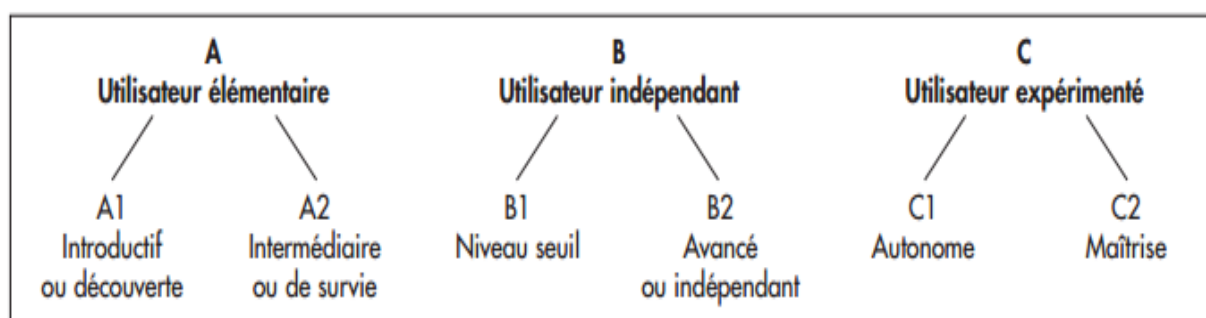 A
Utilisateur élémentaire
B
Utilisateur indépendant
C
Utilisateur expérimenté
A1
Introductif
ou découverte
A2
Intermédiaire
ou de survie
B1
Niveau seuil
B2
Avancé
ou indépendant
C1
Autonome
C2
Maîtrise